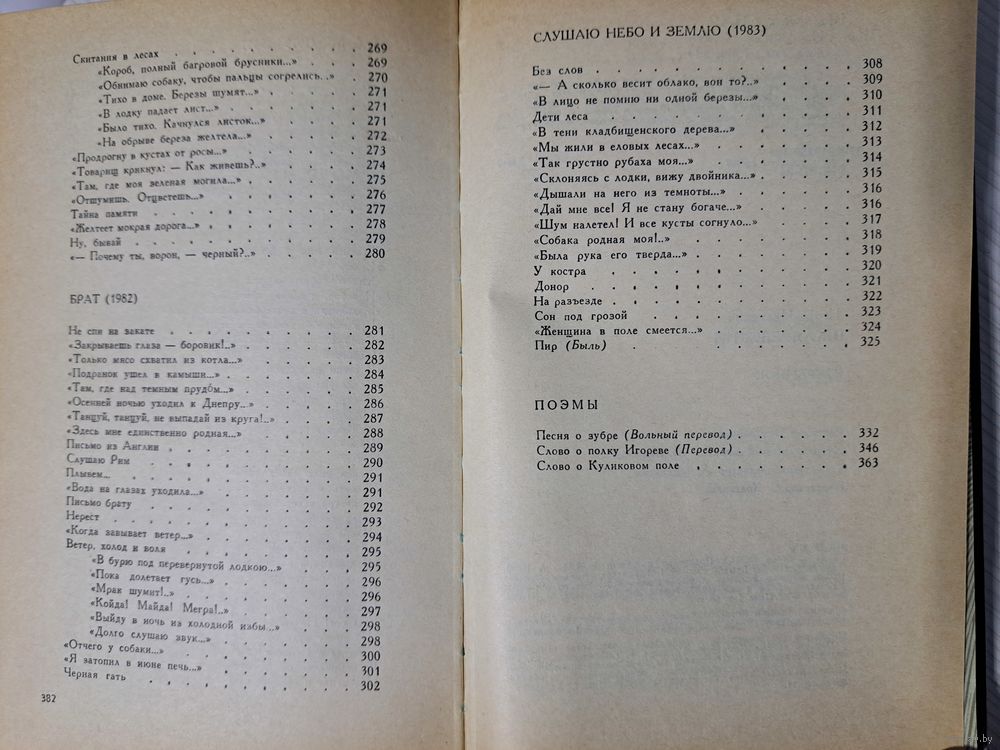 Скитания в лесах . . . . . . . . . 269
«Короб, полный багровой брусники...» . . . 269
«Обнимаю собаку, чтобы пальцы согрелись...» . 270
«Тихо в доме. Березы шумят...» . . . . 271
«В лодку падает лист...» . . . . . 271
«Было тихо. Качнулся листок...» . . . . 271
«На обрыве береза желтела...» . . . . 272
«Продрогну в кустах от росы...» . . . . . 273
«Товарищ крикнул: — Как живешь?..» . . . . 274
«Там, где моя зеленая могила...» . . . . . 275
«Отшумишь. Отцветешь...» . . . . . . 276
Тайна памяти . . . . . . . . . . 277
«Желтеет мокрая дорога...» . . . . . . . 278
Ну, бывай . . . . . . . . . . . 279
«— Почему ты, ворон, — черный?..» . . . . . 280
БРАТ (1982)
Не спи на закате . . . . . . . . . 281
«Закрываешь глаза — боровик!..» . . . . . 282
«Только мясо схватил из котла...» . . . . . 283
«Подранок ушел в камыши...» . . . . . . 284
«Там, где над темным прудом...» . . . . . 285
«Осенней ночью уходил к Днепру...» . . . . 286
«Танцуй, танцуй, не выпадай из круга!..» . . . 287
«Здесь мне единственно родная...» . . . . . 288
Письмо из Англии . . . . . . . . . 289
Слушаю Рим . . . . . . . . . . 290
Плывем... . . . . . . . . . . . 291
«Вода на глазах уходила...» . . . . . . 291
Письмо брату . . . . . . . . . . 292
Нерест . . . . . . . . . . . 293
«Когда завывает ветер...» . . . . . . . 294
Ветер, холод и воля . . . . . . . . 295
«В бурю под перевернутой лодкою...» . . . 295
«Пока долетает гусь...» . . . . . . 296
«Мрак шумит!..» . . . . . . . . 296
«Койда! Майда! Мегра!..» . . . . . . 297
«Выйду в ночь из холодной избы...» . . . 298
«Долго слушаю звук...» . . . . . . 298
«Отчего у собаки...» . . . . . . . . 300
«Я затопил в июне печь...» . . . . . . 301
Черная гать . . . . . . . . . . 302
382
СЛУШАЮ НЕБО И ЗЕМЛЮ (1983)
Без слов . . . . . . . . . . . 308
«— А сколько весит облако, вон то?..» . . . . 309
«В лицо не помню ни одной березы...» . . . . 310
Дети леса . . . . . . . . . . . 311
«В тени кладбищенского дерева...» . . . . . 312
«Мы жили в еловых лесах...» . . . . . . 313
«Так грустно рубаха моя...» . . . . . . 314
«Склоняясь с лодки, вижу двойника...» . . . . 315
«Дышали на него из темноты...» . . . . . 316
«Дай мне все! Я не стану богаче...» . . . . 316
«Шум налетел! И все кусты согнуло...» . . . . 317
«Собака родная моя!..» . . . . . . . 318
«Была рука его тверда...» . . . . . . . 319
У костра . . . . . . . . . . . 320
Донор . . . . . . . . . . . . 321
На разъезде . . . . . . . . . . 322
Сон под грозой . . . . . . . . . 323
«Женщина в поле смеется...» . . . . . . 324
Пир (Быль) . . . . . . . . . . 325
ПОЭМЫ
Песня о зубре (Вольный перевод) . . . . . . 332
Слово о полку Игореве (Перевод) . . . . . . 346
Слово о Куликовом поле . . . . . . . 363